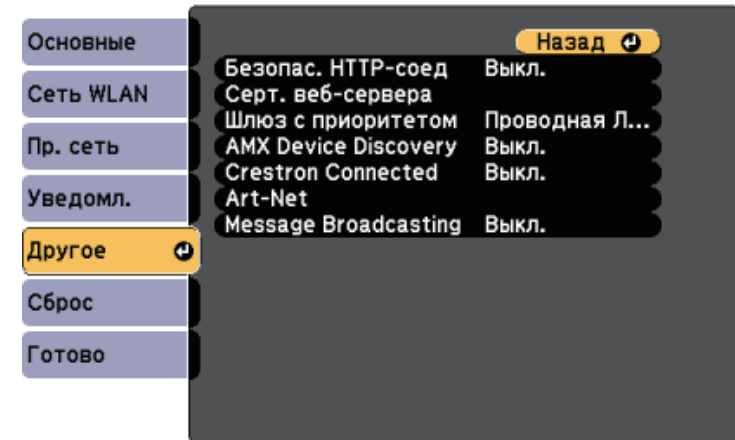 Основные
Сеть WLAN
Пр. сеть
Уведомл.
Другое
Сброс
Готово
Назад
Безопас. HTTP-соед Выкл.
Серт. веб-сервера
Шлюз с приоритетом Проводная Л...
AMX Device Discovery Выкл.
Crestron Connected Выкл.
Art-Net
Message Broadcasting Выкл.